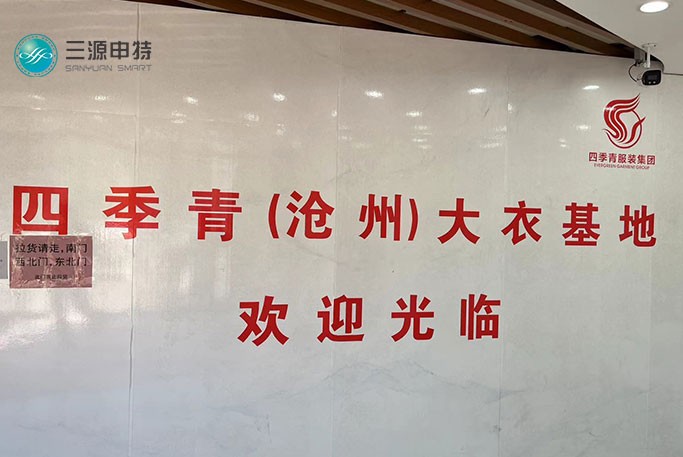 三源申特
SANYUAN SMART
四季青服装集团
EVERGREEN GARMENT GROUP
四季青(沧州)大衣基地
欢迎光临
拉货请走，南门
西北门，东北门